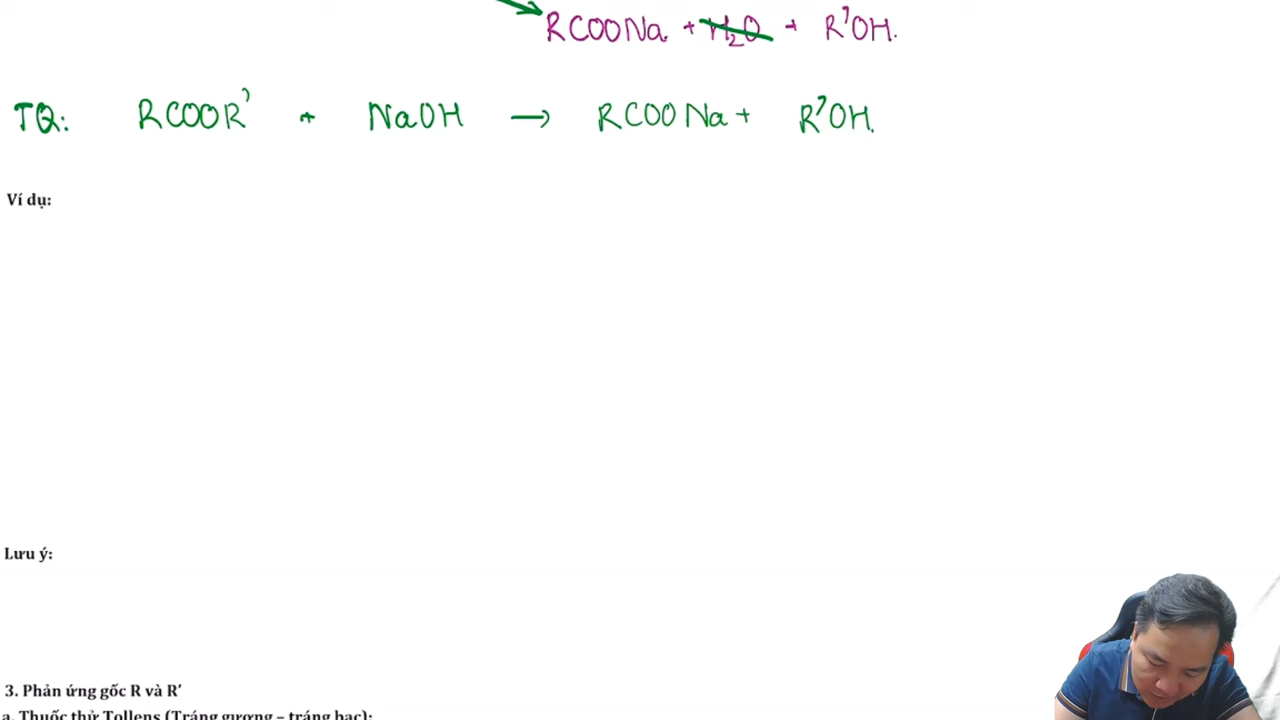 RCOONa + H₂O + R'OH.
TQ: RCOOR' + NaOH → RCOONa + R'OH.
Ví dụ:
Lưu ý:
3. Phản ứng gốc R và R'
a. Thuốc thử Tollens (Tráng gương – tráng bạc):